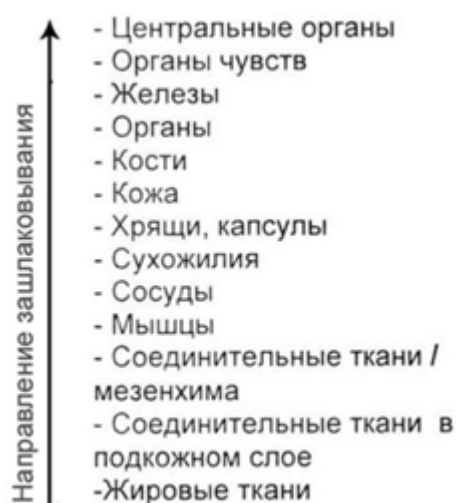 Направление зашлаковывания
- Центральные органы
- Органы чувств
- Железы
- Органы
- Кости
- Кожа
- Хрящи, капсулы
- Сухожилия
- Сосуды
- Мышцы
- Соединительные ткани /
мезенхима
- Соединительные ткани в
подкожном слое
-Жировые ткани